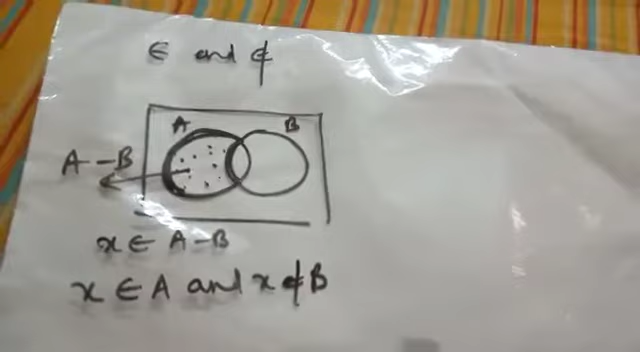 ∈ and ∉
A B
A - B
x ∈ A - B
x ∈ A and x ∉ B